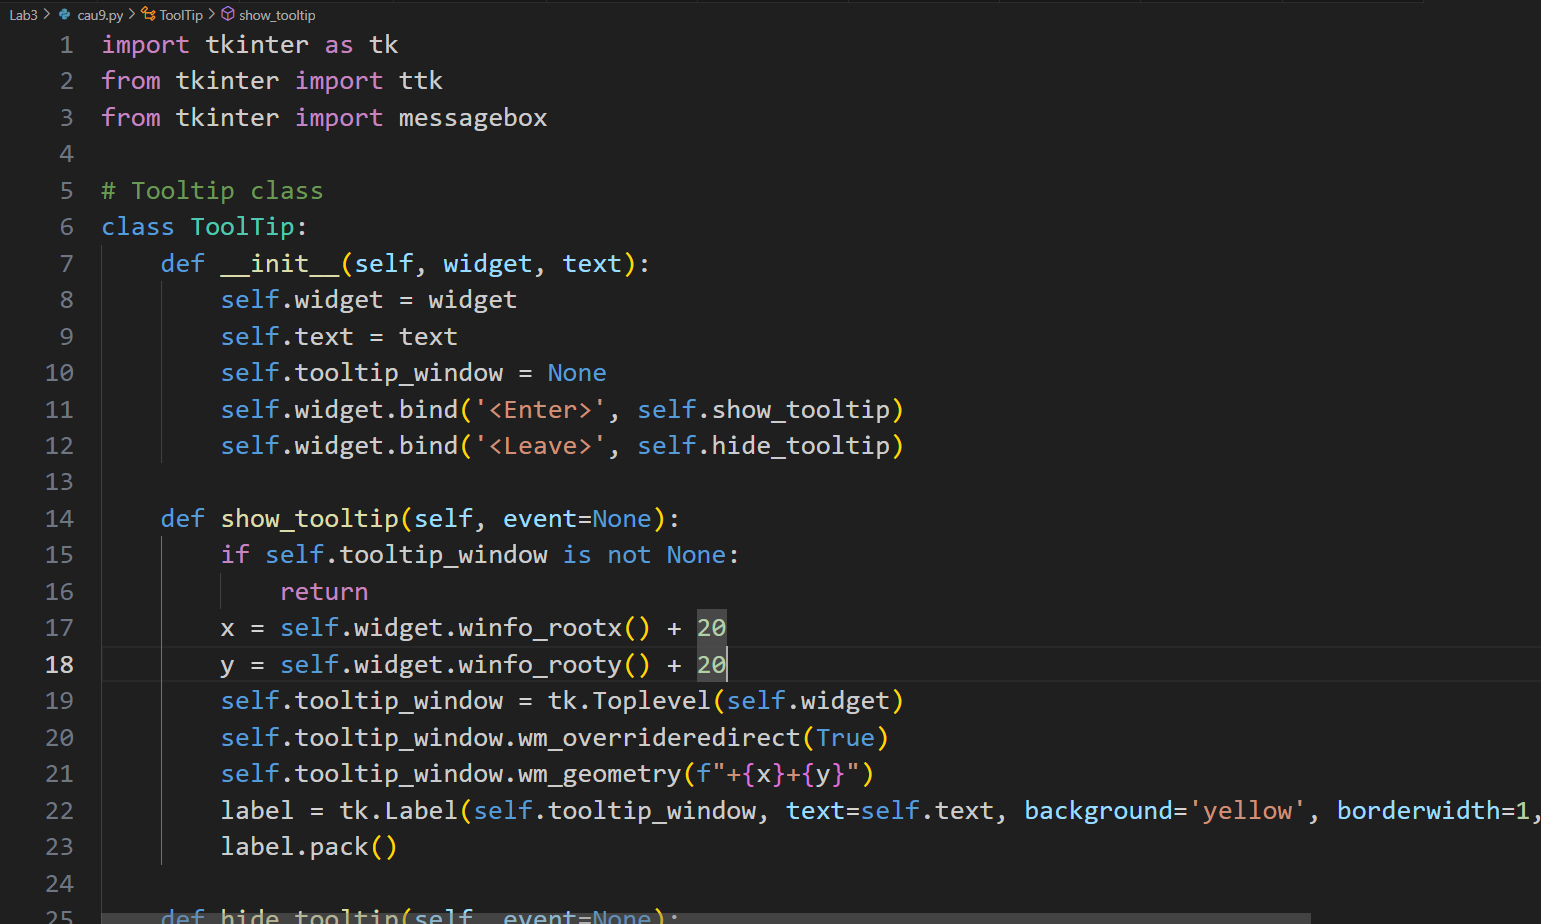 Lab3 > cau9.py > ToolTip > show_tooltip
1 import tkinter as tk
2 from tkinter import ttk
3 from tkinter import messagebox
4
5 # Tooltip class
6 class ToolTip:
7     def __init__(self, widget, text):
8         self.widget = widget
9         self.text = text
10         self.tooltip_window = None
11         self.widget.bind('<Enter>', self.show_tooltip)
12         self.widget.bind('<Leave>', self.hide_tooltip)
13
14     def show_tooltip(self, event=None):
15         if self.tooltip_window is not None:
16             return
17         x = self.widget.winfo_rootx() + 20
18         y = self.widget.winfo_rooty() + 20
19         self.tooltip_window = tk.Toplevel(self.widget)
20         self.tooltip_window.wm_overrideredirect(True)
21         self.tooltip_window.wm_geometry(f"+{x}+{y}")
22         label = tk.Label(self.tooltip_window, text=self.text, background='yellow', borderwidth=1,
23         label.pack()
24
25     def hide_tooltip(self, event=None):